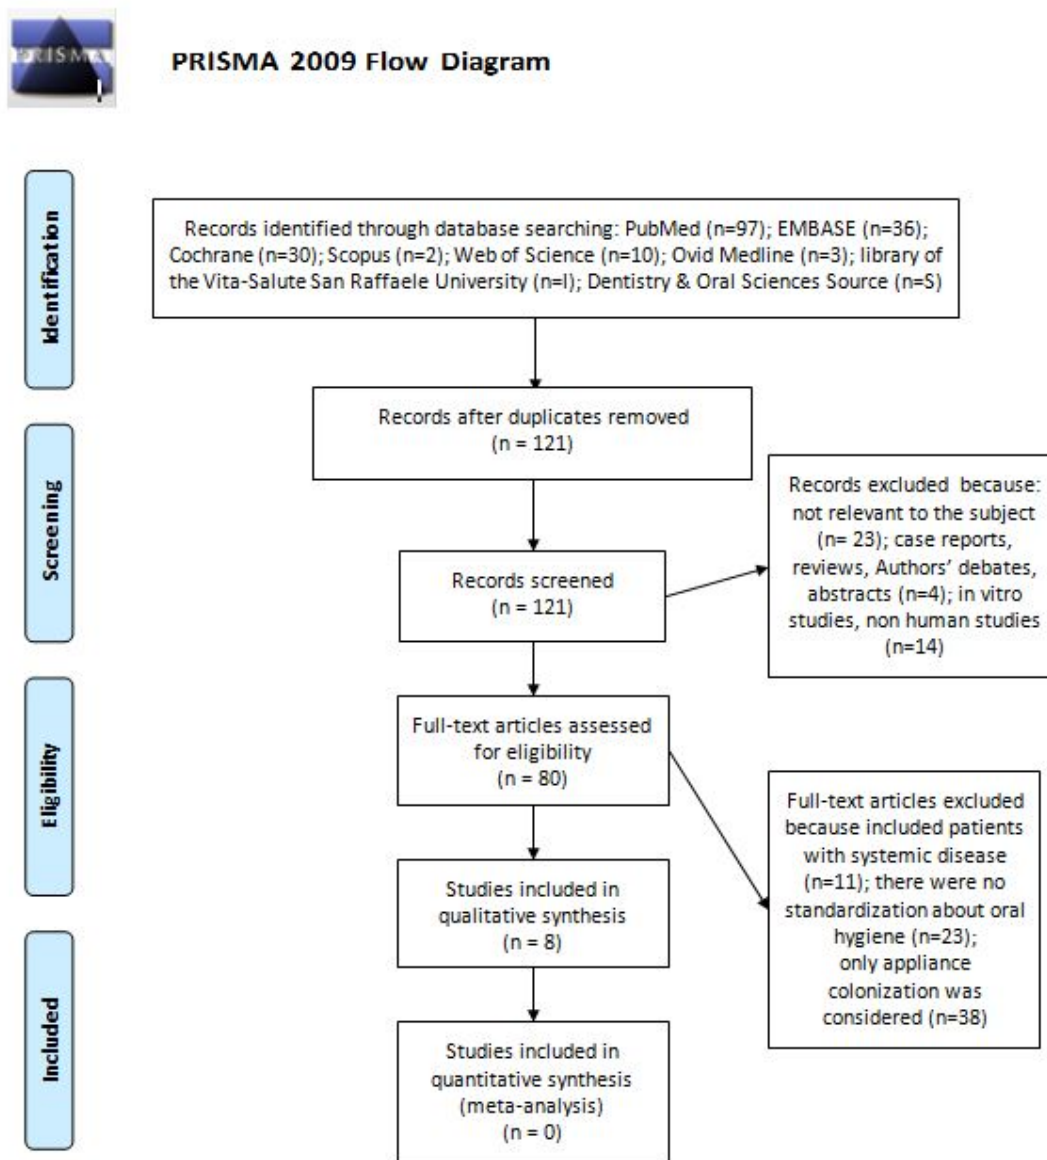 PRISMA
PRISMA 2009 Flow Diagram
Identification
Records identified through database searching: PubMed (n=97); EMBASE (n=36);
Cochrane (n=30); Scopus (n=2); Web of Science (n=10); Ovid Medline (n=3); library of
the Vita-Salute San Raffaele University (n=I); Dentistry & Oral Sciences Source (n=S)
Records after duplicates removed
(n = 121)
Screening
Records screened
(n = 121)
Records excluded because:
not relevant to the subject
(n= 23); case reports,
reviews, Authors' debates,
abstracts (n=4); in vitro
studies, non human studies
(n=14)
Eligibility
Full-text articles assessed
for eligibility
(n = 80)
Full-text articles excluded
because included patients
with systemic disease
(n=11); there were no
standardization about oral
hygiene (n=23);
only appliance
colonization was
considered (n=38)
Studies included in
qualitative synthesis
(n = 8)
Included
Studies included in
quantitative synthesis
(meta-analysis)
(n = 0)